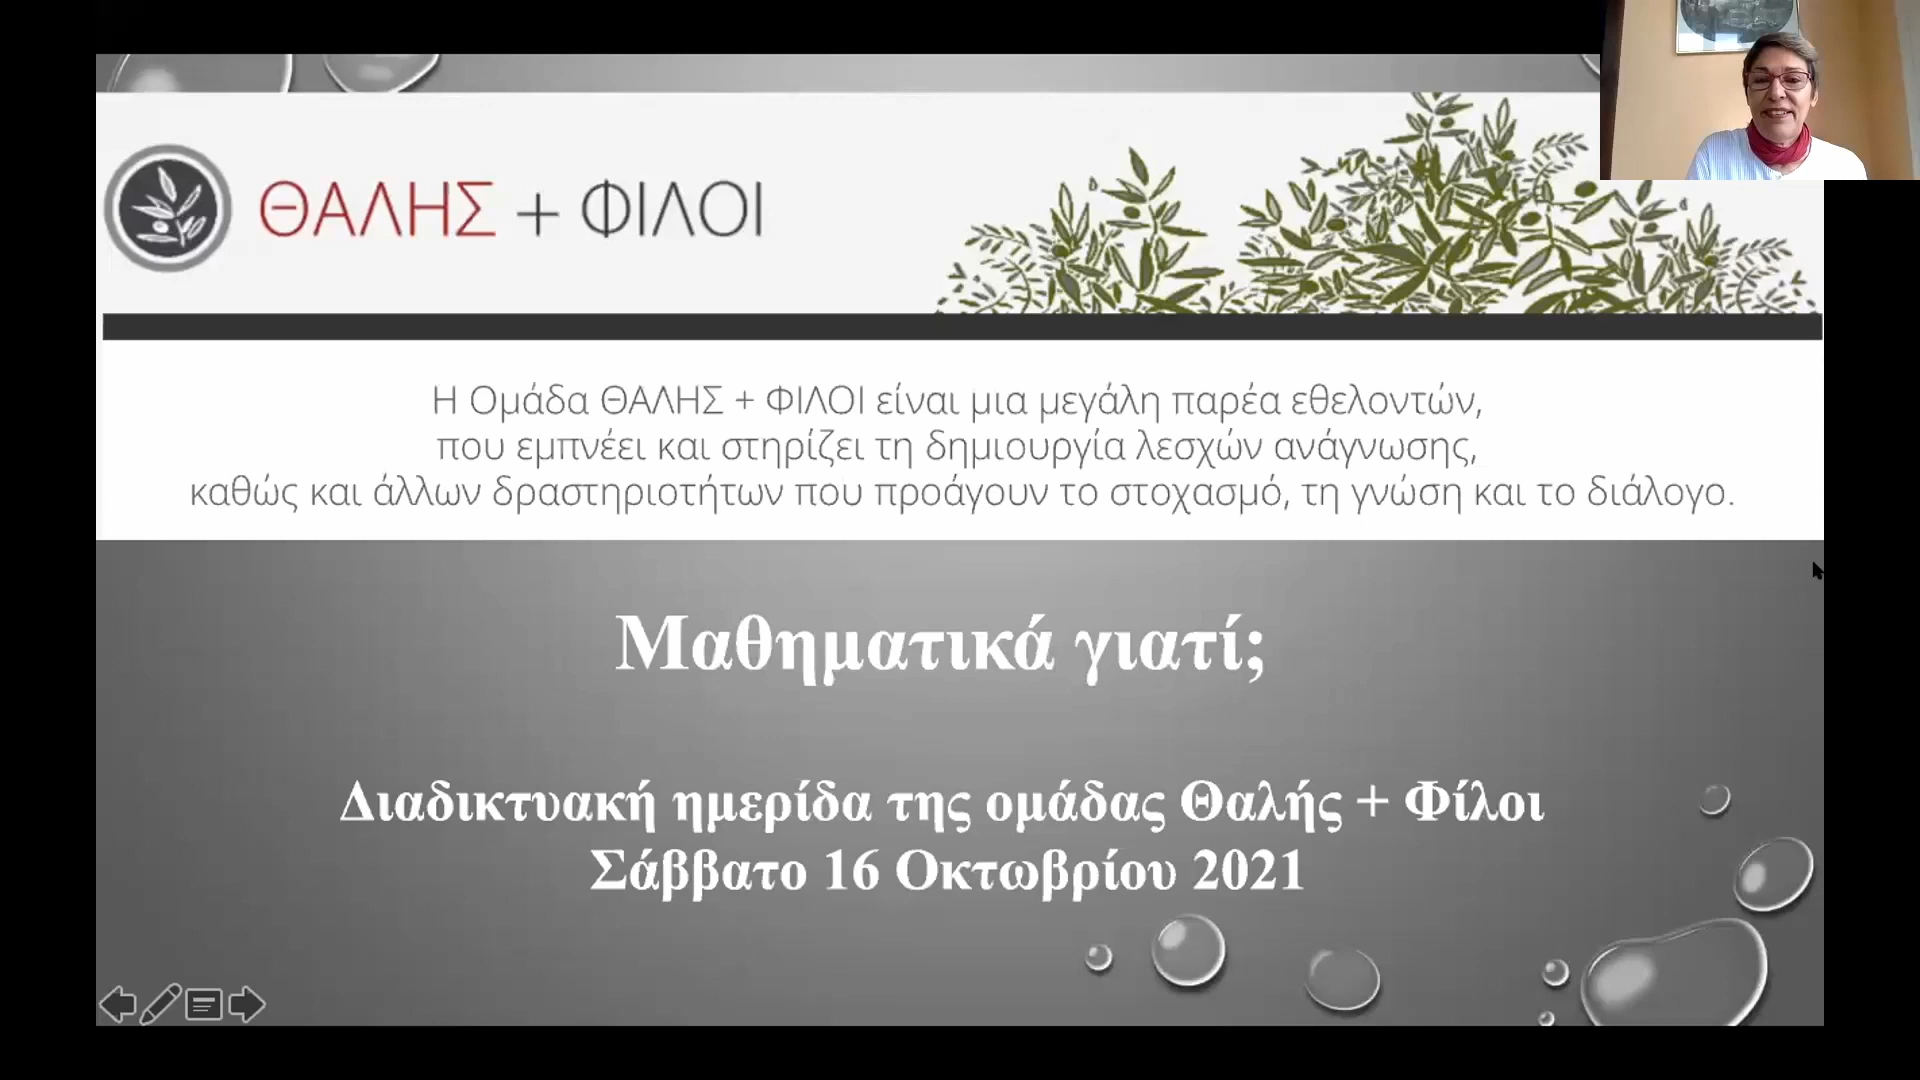 ΘΑΛΗΣ + ΦΙΛΟΙ
Η Ομάδα ΘΑΛΗΣ + ΦΙΛΟΙ είναι μια μεγάλη παρέα εθελοντών,
που εμπνέει και στηρίζει τη δημιουργία λεσχών ανάγνωσης,
καθώς και άλλων δραστηριοτήτων που προάγουν το στοχασμό, τη γνώση και το διάλογο.
Μαθηματικά γιατί;
Διαδικτυακή ημερίδα της ομάδας Θαλής + Φίλοι
Σάββατο 16 Οκτωβρίου 2021